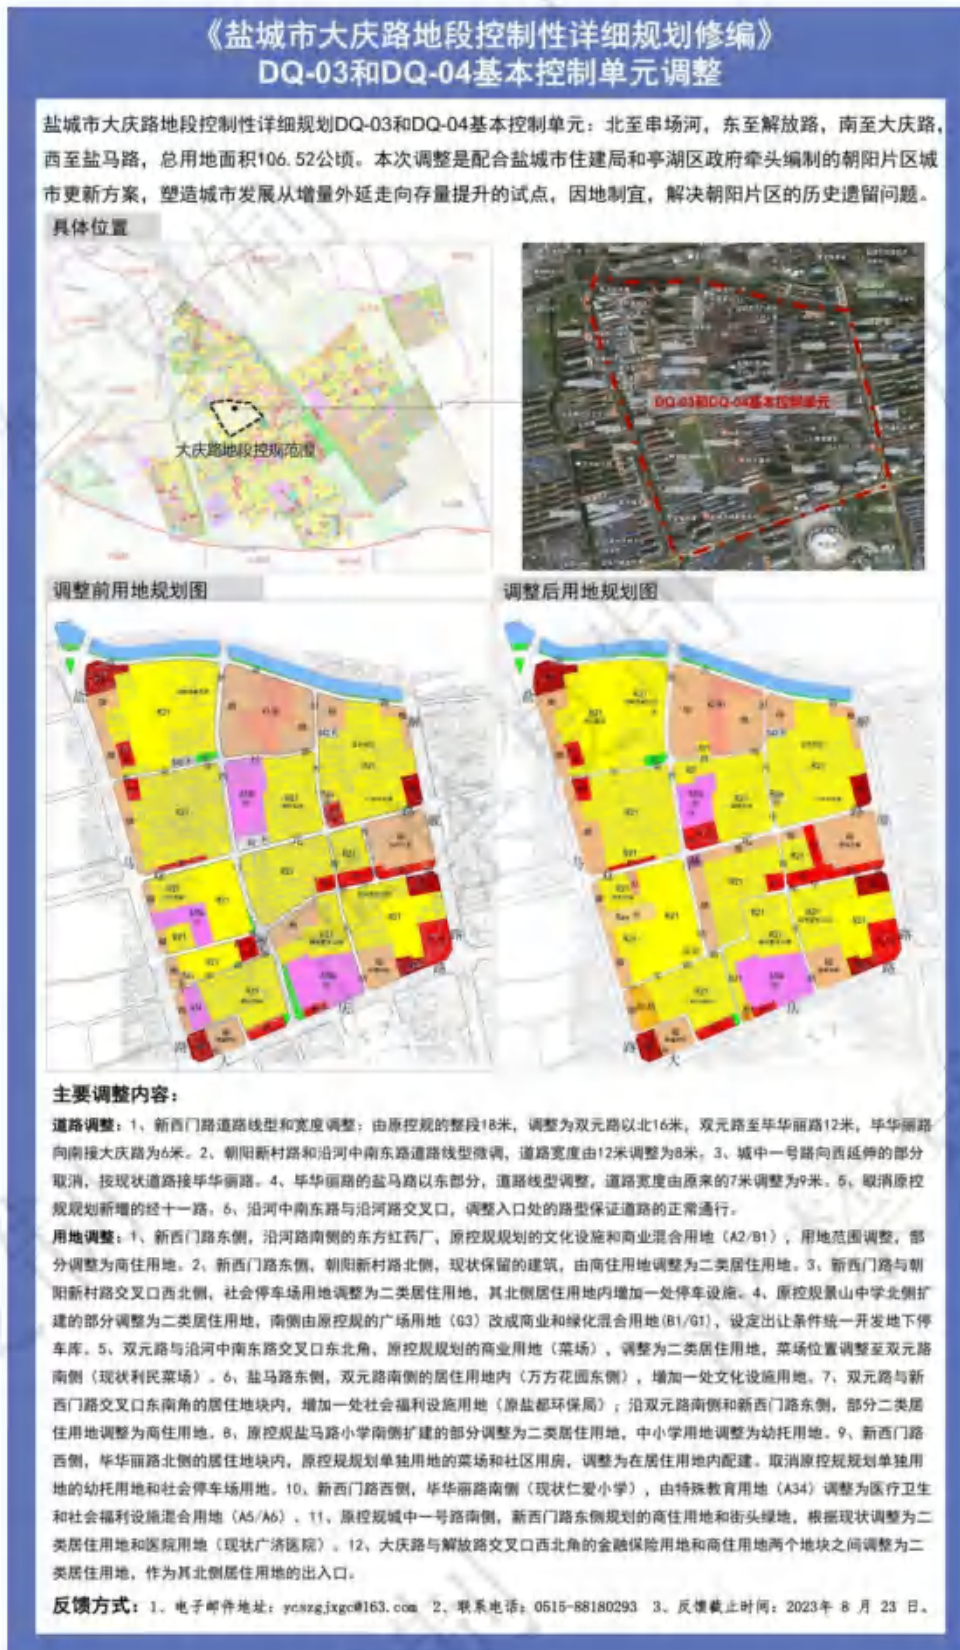 《盐城市大庆路地段控制性详细规划修编》
DQ-03和DQ-04基本控制单元调整
盐城市大庆路地段控制性详细规划DQ-03和DQ-04基本控制单元：北至串场河，东至解放路，南至大庆路，
西至盐马路，总用地面积106.52公顷。本次调整是配合盐城市住建局和亭湖区政府牵头编制的朝阳片区城
市更新方案，塑造城市发展从增量外延走向存量提升的试点，因地制宜，解决朝阳片区的历史遗留问题。
具体位置
大庆路地段控规范围
DQ-03和DQ-04基本控制单元
调整前用地规划图
调整后用地规划图
主要调整内容：
道路调整：1、新西门路道路线型和宽度调整：由原控规的整段18米，调整为双元路以北16米，双元路至毕华丽路12米，毕华丽路
向南接大庆路为6米。2、朝阳新村路和沿河中南东路道路线型微调，道路宽度由12米调整为8米。3、城中一号路向西延伸的部分
取消，按现状道路接毕华丽路。4、毕华丽路的盐马路以东部分，道路线型调整，道路宽度由原来的7米调整为9米。5、取消原控
规规划新增的经十一路。6、沿河中南东路与沿河路交叉口，调整入口处的路型保证道路的正常通行。
用地调整：1、新西门路东侧，沿河路南侧的东方红药厂，原控规规划的文化设施和商业混合用地（A2/B1），用地范围调整，部
分调整为商住用地。2、新西门路东侧，朝阳新村路北侧，现状保留的建筑，由商住用地调整为二类居住用地。3、新西门路与朝
阳新村路交叉口西北侧，社会停车场用地调整为二类居住用地，其北侧居住用地内增加一处停车设施。4、原控规景山中学北侧扩
建的部分调整为二类居住用地，南侧由原控规的广场用地（G3）改成商业和绿化混合用地(B1/G1)，设定出让条件统一开发地下停
车库。5、双元路与沿河中南东路交叉口东北角，原控规规划的商业用地（菜场），调整为二类居住用地，菜场位置调整至双元路
南侧（现状利民菜场）。6、盐马路东侧，双元路南侧的居住用地内（万方花园东侧），增加一处文化设施用地。7、双元路与新
西门路交叉口东南角的居住地块内，增加一处社会福利设施用地（原盐都环保局）；沿双元路南侧和新西门路东侧，部分二类居
住用地调整为商住用地。8、原控规盐马路小学南侧扩建的部分调整为二类居住用地，中小学用地调整为幼托用地。9、新西门路
西侧，毕华丽路北侧的居住地块内，原控规规划单独用地的菜场和社区用房，调整为在居住用地内配建。取消原控规规划单独用
地的幼托用地和社会停车场用地。10、新西门路西侧，毕华丽路南侧（现状仁爱小学），由特殊教育用地（A34）调整为医疗卫生
和社会福利设施混合用地（A5/A6）。11、原控规城中一号路南侧，新西门路东侧规划的商住用地和街头绿地，根据现状调整为二
类居住用地和医院用地（现状广济医院）。12、大庆路与解放路交叉口西北角的金融保险用地和商住用地两个地块之间调整为二
类居住用地，作为其北侧居住用地的出入口。
反馈方式：1、电子邮件地址：ycszgjxgc@163.com 2、联系电话：0515-88180293 3、反馈截止时间：2023年 8 月 23 日。